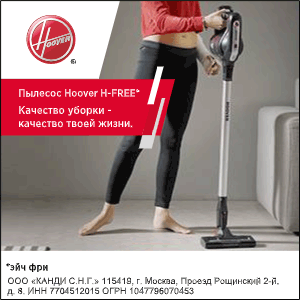 HOOVER
®
Пылесос Hoover H-FREE*
Качество уборки -
качество твоей жизни.
HOOVER
*эйч фри
ООО «КАНДИ С.Н.Г.» 115419, г. Москва, Проезд Рощинский 2-й,
д. 8. ИНН 7704512015 ОГРН 1047796070453